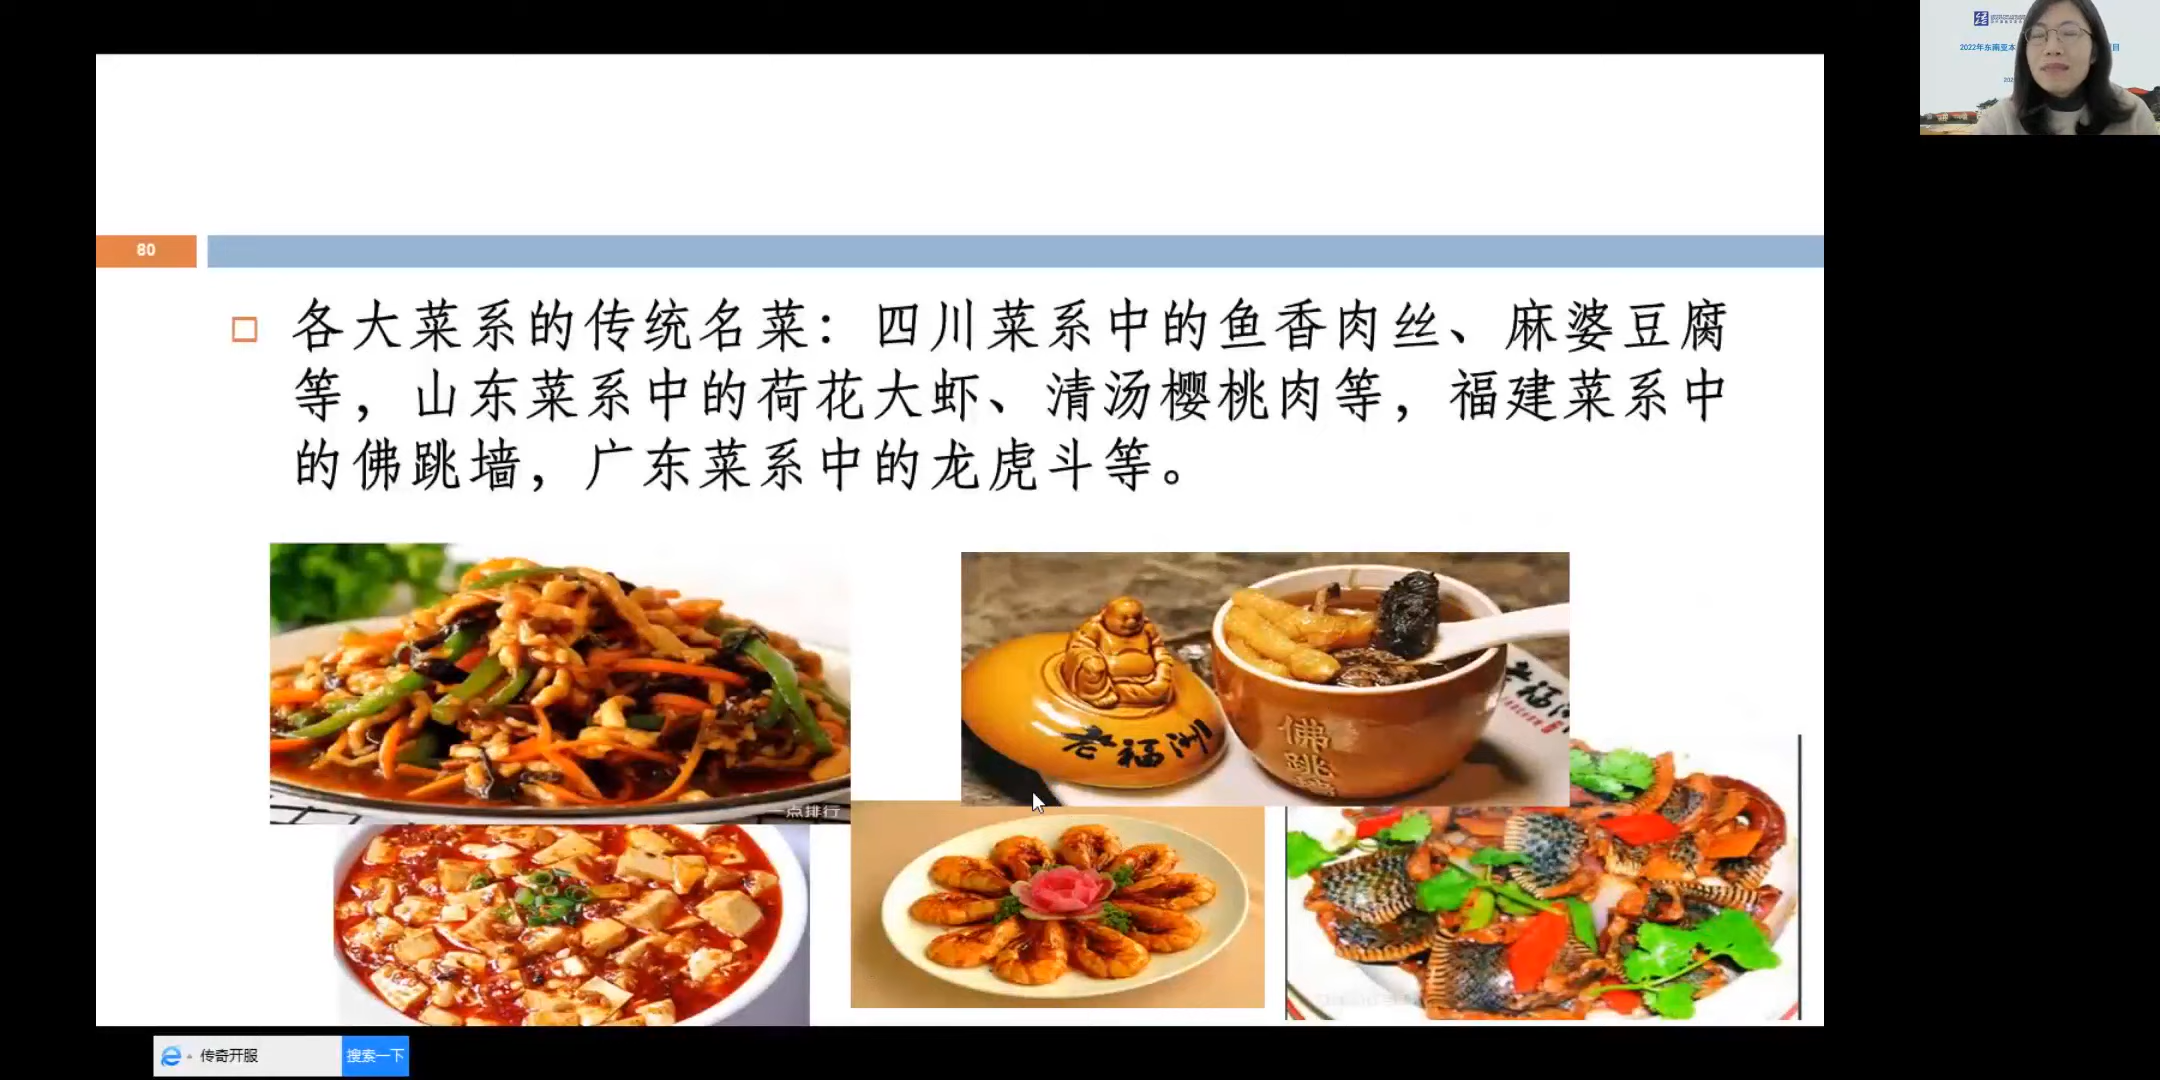 2022年东南亚本
目
80
各大菜系的传统名菜：四川菜系中的鱼香肉丝、麻婆豆腐
等，山东菜系中的荷花大虾、清汤樱桃肉等，福建菜系中
的佛跳墙，广东菜系中的龙虎斗等。
老福洲
佛跳
老福
一点排行
传奇开服
搜索一下